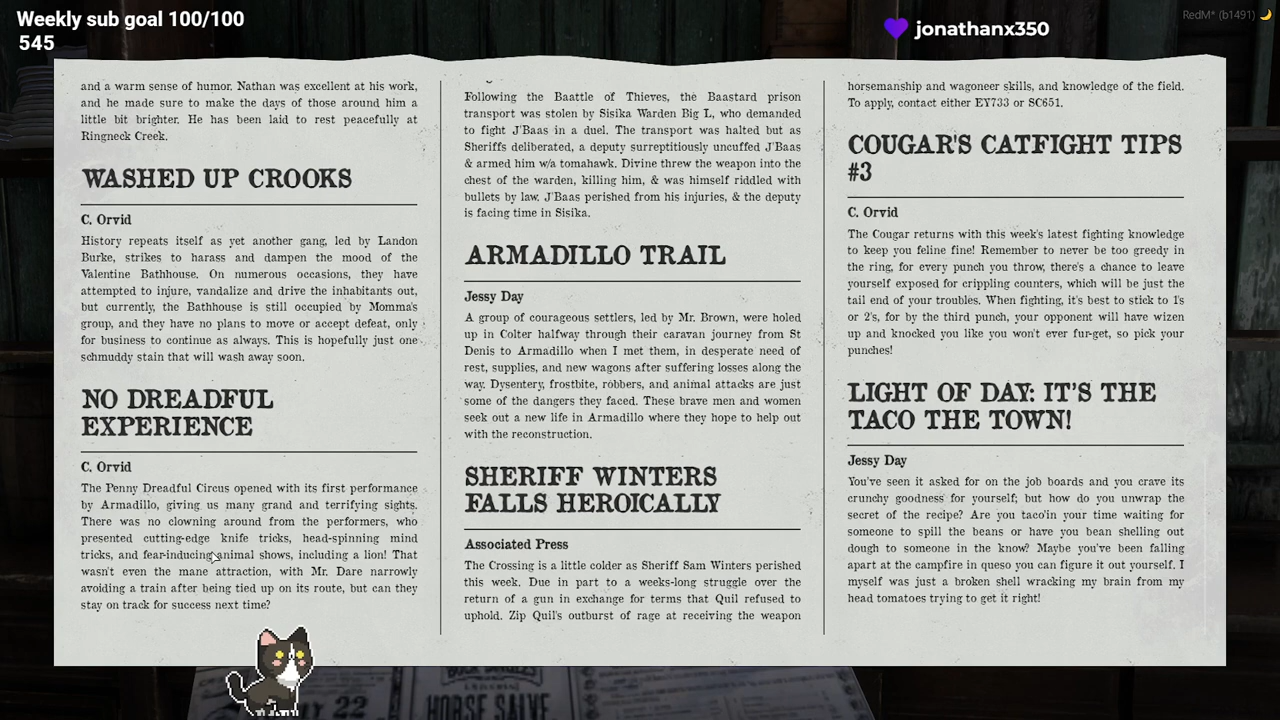 Weekly sub goal 100/100
545
jonathanx350
RedM* (b1491)
and a warm sense of humor. Nathan was excellent at his work,
and he made sure to make the days of those around him a
little bit brighter. He has been laid to rest peacefully at
Ringneck Creek.
WASHED UP CROOKS
C. Orvid
History repeats itself as yet another gang, led by Landon
Burke, strikes to harass and dampen the mood of the
Valentine Bathhouse. On numerous occasions, they have
attempted to injure, vandalize and drive the inhabitants out,
but currently, the Bathhouse is still occupied by Momma's
group, and they have no plans to move or accept defeat, only
for business to continue as always. This is hopefully just one
schmuddy stain that will wash away soon.
NO DREADFUL
EXPERIENCE
C. Orvid
The Penny Dreadful Circus opened with its first performance
by Armadillo, giving us many grand and terrifying sights.
There was no clowning around from the performers, who
presented cutting-edge knife tricks, head-spinning mind
tricks, and fear-inducing animal shows, including a lion! That
wasn't even the mane attraction, with Mr. Dare narrowly
avoiding a train after being tied up on its route, but can they
stay on track for success next time?
Following the Baattle of Thieves, the Baastard prison
transport was stolen by Sisika Warden Big L, who demanded
to fight J'Baas in a duel. The transport was halted but as
Sheriffs deliberated, a deputy surreptitiously uncuffed J'Baas
& armed him w/a tomahawk. Divine threw the weapon into the
chest of the warden, killing him, & was himself riddled with
bullets by law. J'Baas perished from his injuries, & the deputy
is facing time in Sisika.
ARMADILLO TRAIL
Jessy Day
A group of courageous settlers, led by Mr. Brown, were holed
up in Colter halfway through their caravan journey from St
Denis to Armadillo when I met them, in desperate need of
rest, supplies, and new wagons after suffering losses along the
way. Dysentery, frostbite, robbers, and animal attacks are just
some of the dangers they faced. These brave men and women
seek out a new life in Armadillo where they hope to help out
with the reconstruction.
SHERIFF WINTERS
FALLS HEROICALLY
Associated Press
The Crossing is a little colder as Sheriff Sam Winters perished
this week. Due in part to a weeks-long struggle over the
return of a gun in exchange for terms that Quil refused to
uphold. Zip Quil's outburst of rage at receiving the weapon
horsemanship and wagoneer skills, and knowledge of the field.
To apply, contact either EY733 or SC651.
COUGAR'S CATFIGHT TIPS
#3
C. Orvid
The Cougar returns with this week's latest fighting knowledge
to keep you feline fine! Remember to never be too greedy in
the ring, for every punch you throw, there's a chance to leave
yourself exposed for crippling counters, which will be just the
tail end of your troubles. When fighting, it's best to stick to 1's
or 2's, for by the third punch, your opponent will have wizen
up and knocked you like you won't ever fur-get, so pick your
punches!
LIGHT OF DAY: IT'S THE
TACO THE TOWN!
Jessy Day
You've seen it asked for on the job boards and you crave its
crunchy goodness for yourself; but how do you unwrap the
secret of the recipe? Are you taco'in your time waiting for
someone to spill the beans or have you bean shelling out
dough to someone in the know? Maybe you've been falling
apart at the campfire in queso you can figure it out yourself. I
myself was just a broken shell wracking my brain from my
head tomatoes trying to get it right!
22
HORSE SALVE